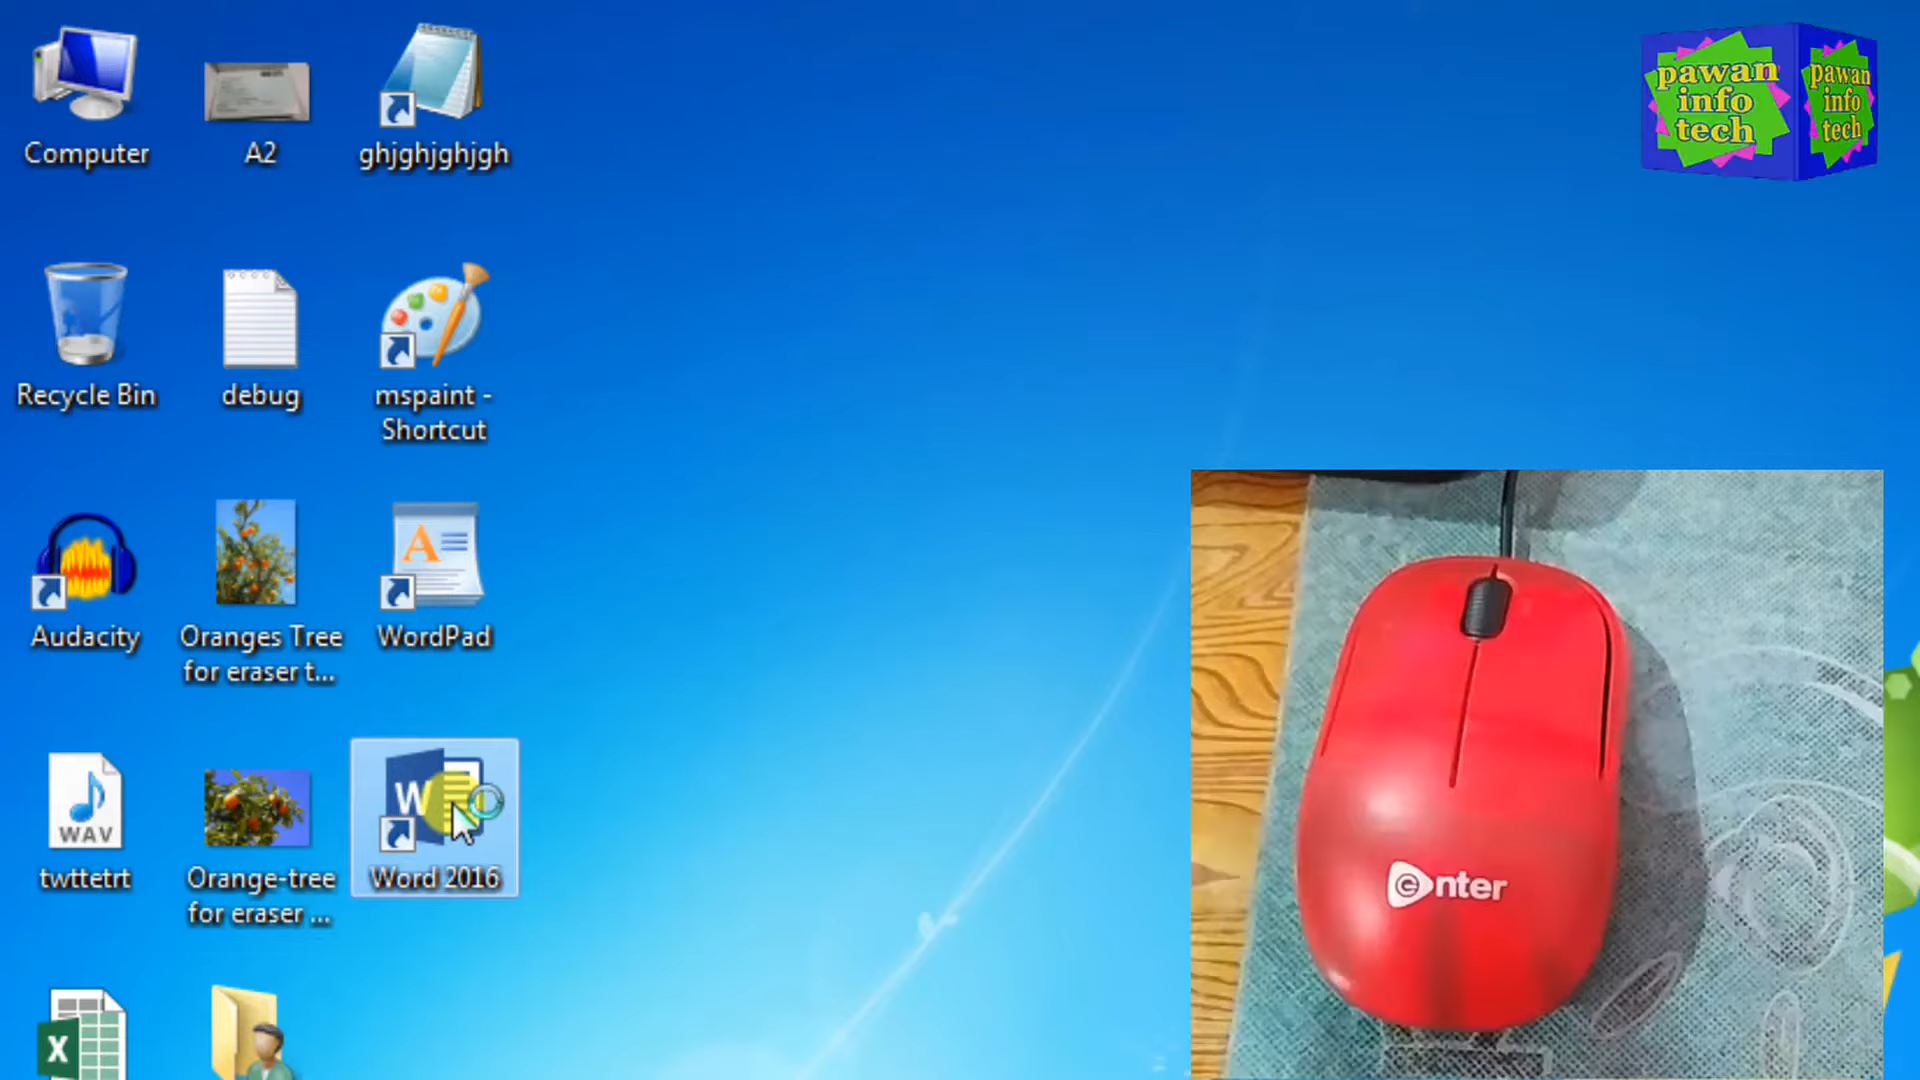 Computer
A2
ghjghjghjgh
pawan
info
tech
pawan
info
tech
Recycle Bin
debug
mspaint -
Shortcut
A
Audacity
Oranges Tree
for eraser t...
WordPad
W
WAV
twttetrt
Orange-tree
for eraser ...
Word 2016
enter
X